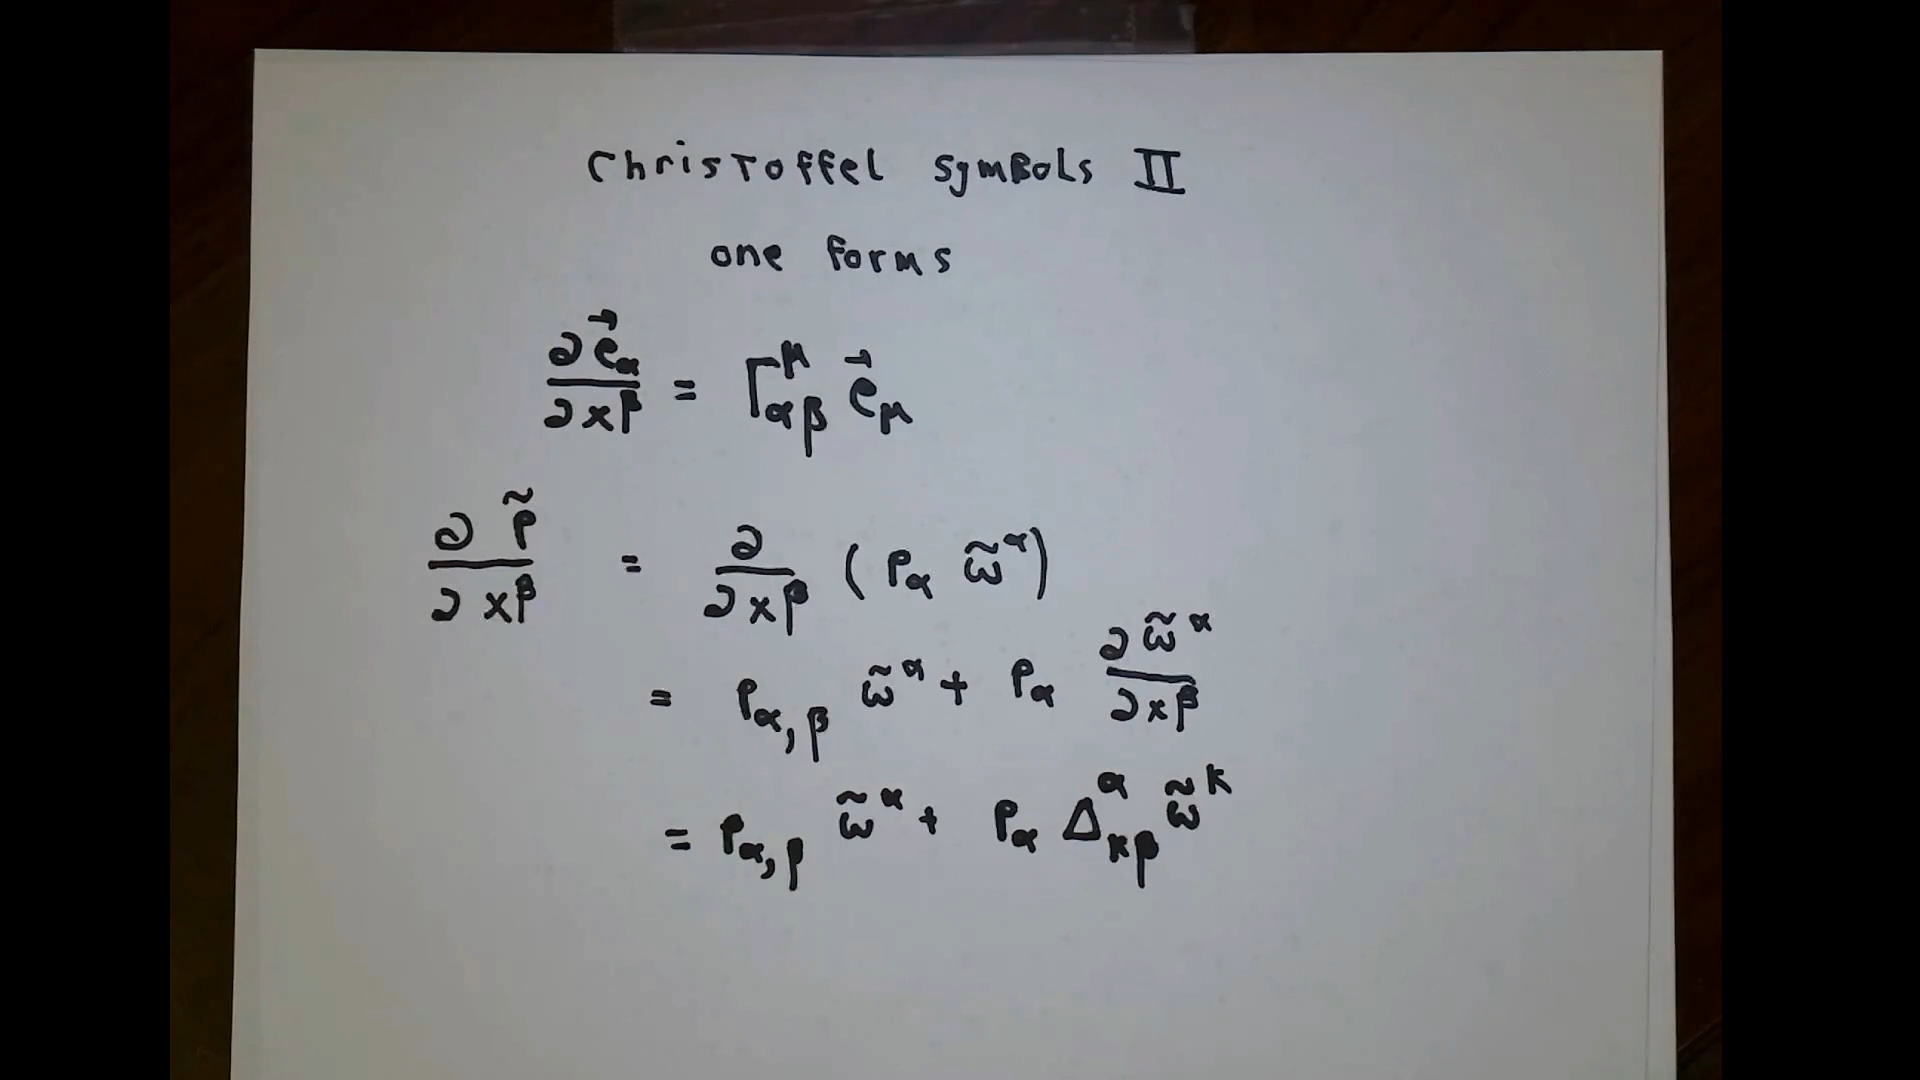 Christoffel symbols II
one forms
∂e⃗_α/∂x^β = Γ^μ_αβ e⃗_μ
∂p̃/∂x^β = ∂/∂x^β (p_α ω̃^α)
= p_α,β ω̃^α + p_α ∂ω̃^α/∂x^β
= p_α,β ω̃^α + p_α Δ^α_κβ ω̃^κ